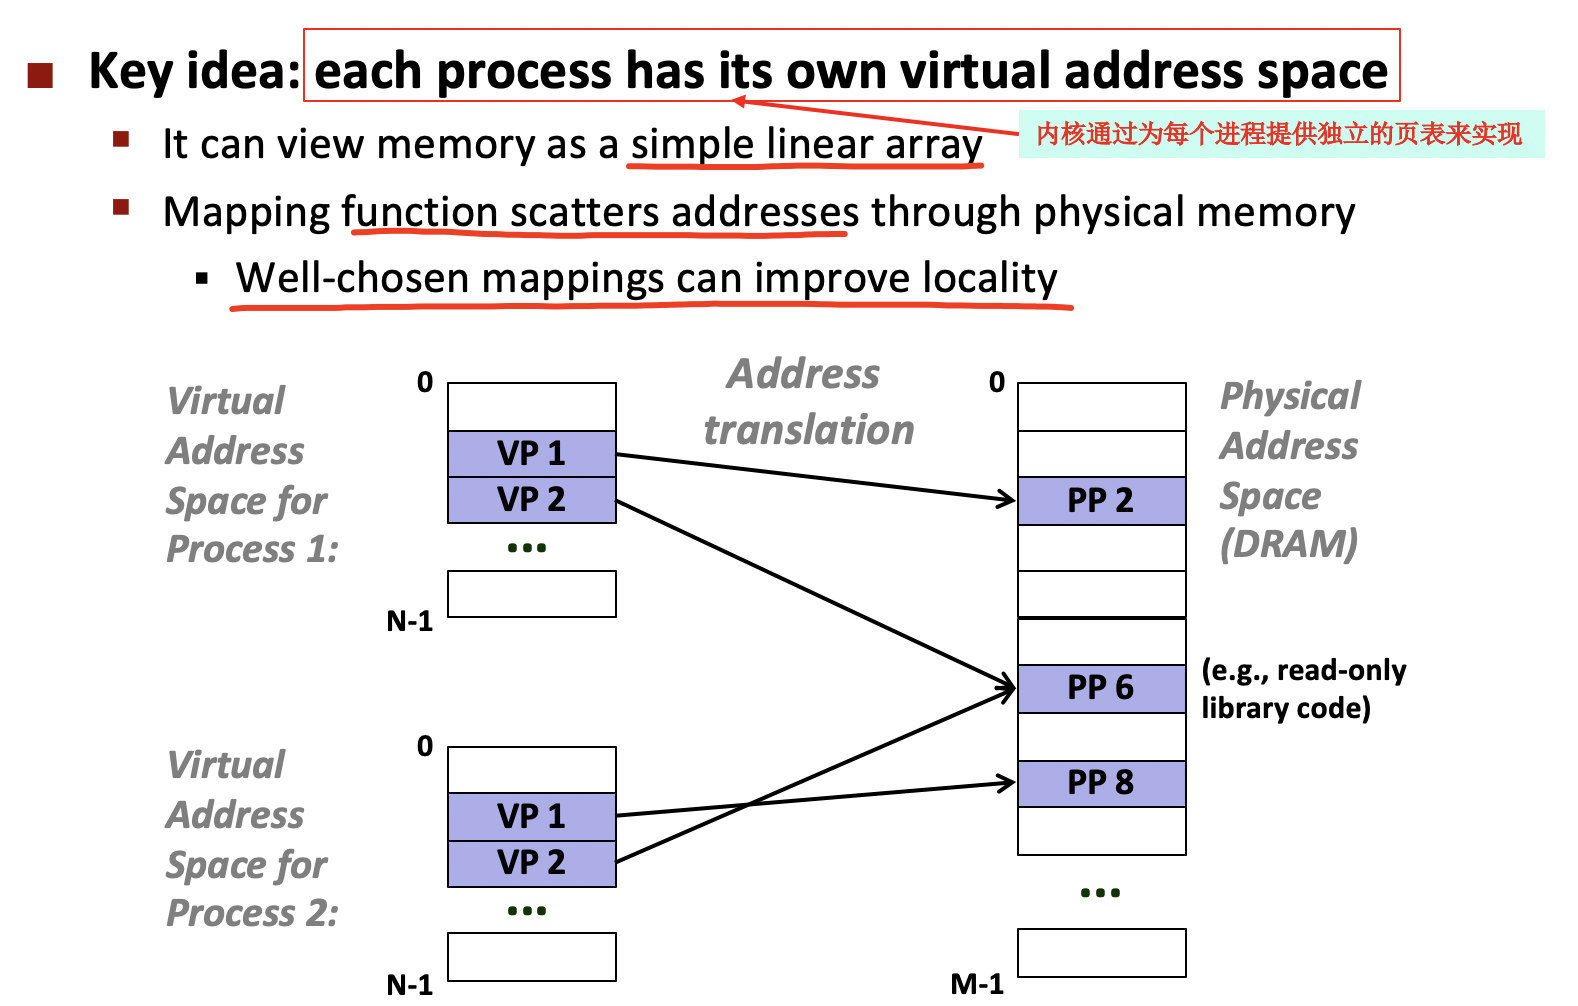 Key idea: each process has its own virtual address space
It can view memory as a simple linear array
内核通过为每个进程提供独立的页表来实现
Mapping function scatters addresses through physical memory
Well-chosen mappings can improve locality
Virtual
Address
Space for
Process 1:
0
VP 1
VP 2
...
N-1
Address
translation
0
PP 2
PP 6
PP 8
...
M-1
Physical
Address
Space
(DRAM)
(e.g., read-only
library code)
Virtual
Address
Space for
Process 2:
0
VP 1
VP 2
...
N-1